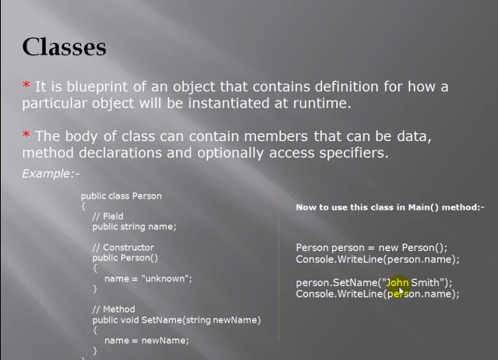 Classes
* It is blueprint of an object that contains definition for how a
particular object will be instantiated at runtime.
* The body of class can contain members that can be data,
method declarations and optionally access specifiers.
Example:-
public class Person
{
// Field
public string name;
// Constructor
public Person()
{
name = "unknown";
}
// Method
public void SetName(string newName)
{
name = newName;
}
}
Now to use this class in Main() method:-
Person person = new Person();
Console.WriteLine(person.name);
person.SetName("John Smith");
Console.WriteLine(person.name);